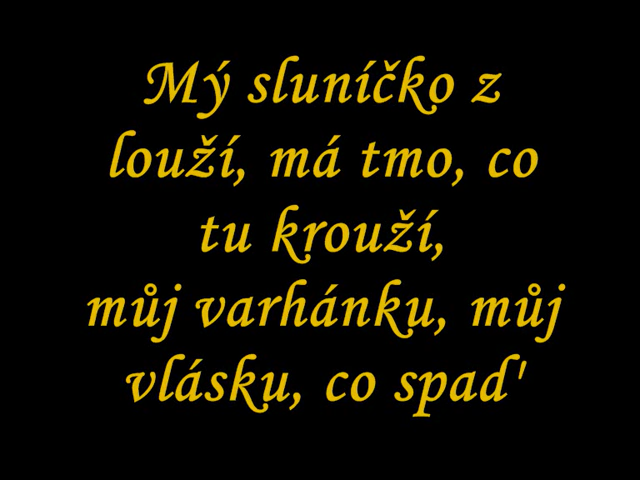 Mý sluníčko z
louží, má tmo, co
tu krouží,
můj varhánku, můj
vlásku, co spad'